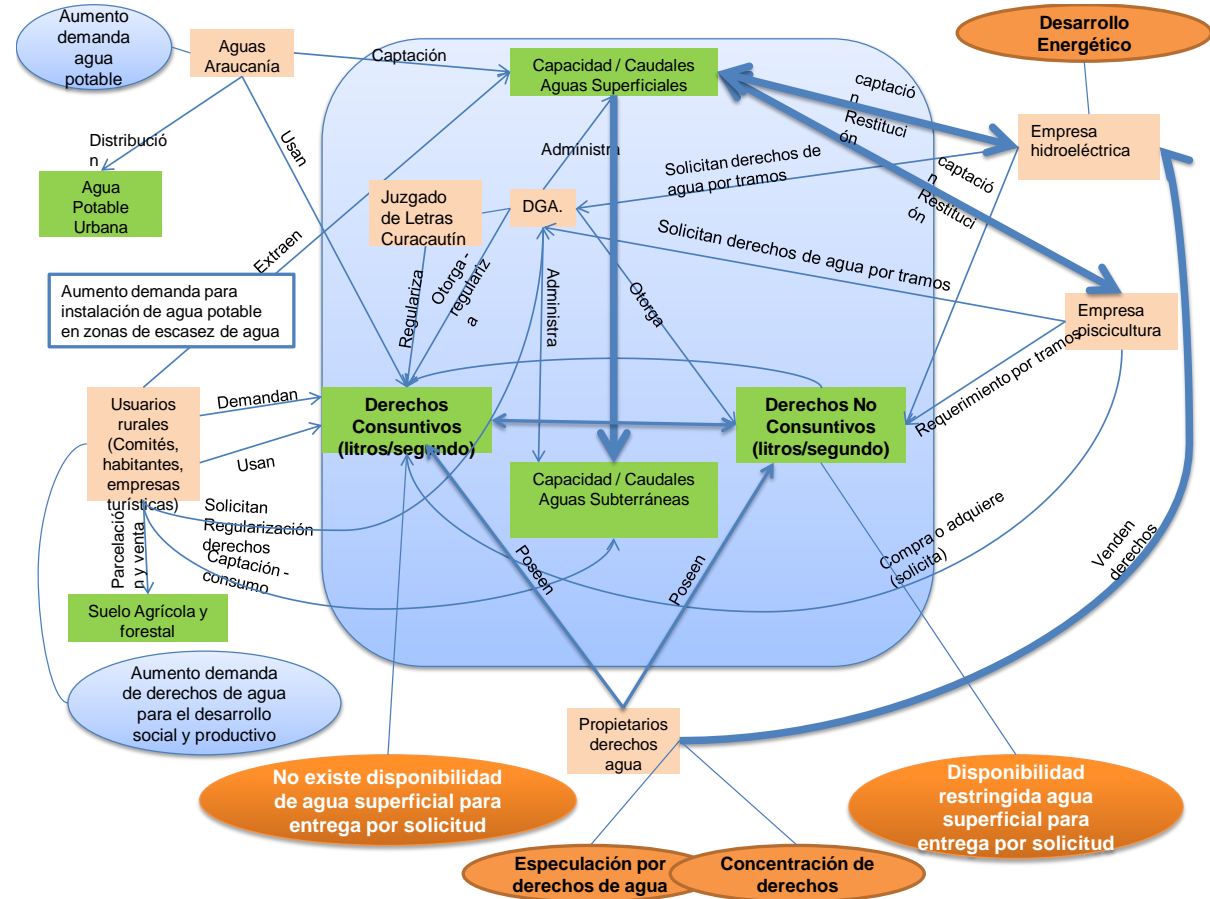 Aumento
demanda
agua
potable
Aguas
Araucanía
Captación
Capacidad / Caudales
Aguas Superficiales
Desarrollo
Energético
captació
n
Restituci
ón
Empresa
hidroeléctrica
Distribució
n
Usan
Administra
Solicitan derechos de
agua por tramos
captació
n
Restituci
ón
Agua
Potable
Urbana
Juzgado
de Letras
Curacautín
DGA.
Extraen
Solicitan derechos de agua por tramos
Aumento demanda para
instalación de agua potable
en zonas de escasez de agua
Regulariza
Otorga -
regulariz
a
Administra
Otorga
Empresa
piscicultura
Requerimiento por tramos
Usuarios
rurales
(Comités,
habitantes,
empresas
turísticas)
Demandan
Usan
Derechos
Consuntivos
(litros/segundo)
Derechos No
Consuntivos
(litros/segundo)
Capacidad / Caudales
Aguas Subterráneas
Solicitan
Regularización
derechos
Captación -
consumo
Parcelació
n y venta
Poseen
Poseen
Compra o adquiere
(solicita)
Venden
derechos
Suelo Agrícola y
forestal
Aumento demanda
de derechos de agua
para el desarrollo
social y productivo
Propietarios
derechos
agua
No existe disponibilidad
de agua superficial para
entrega por solicitud
Disponibilidad
restringida agua
superficial para
entrega por solicitud
Especulación por
derechos de agua
Concentración de
derechos